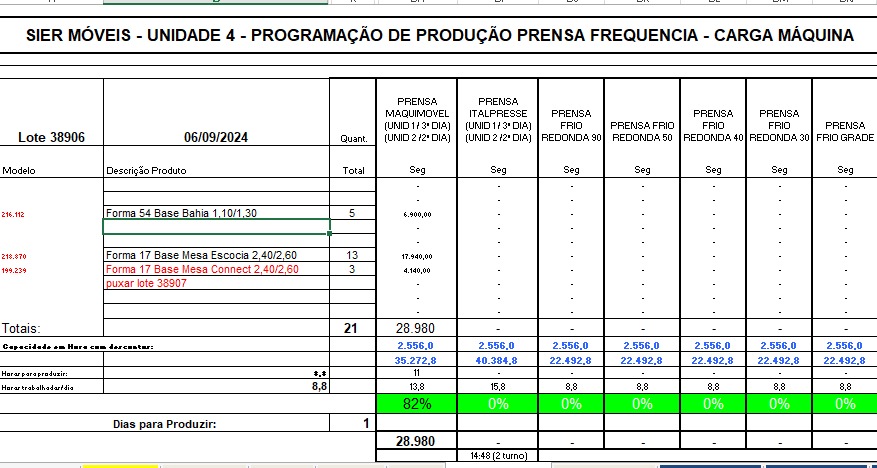 SIER MÓVEIS - UNIDADE 4 - PROGRAMAÇÃO DE PRODUÇÃO PRENSA FREQUENCIA - CARGA MÁQUINA
Lote 38906 06/09/2024 Quant. PRENSA MAQUIMOVEL (UNID 1 / 3ª DIA) (UNID 2 /2ª DIA) PRENSA ITALPRESSE (UNID 1 / 3ª DIA) (UNID 2 /2ª DIA) PRENSA FRIO REDONDA 90 PRENSA FRIO REDONDA 50 PRENSA FRIO REDONDA 40 PRENSA FRIO REDONDA 30 PRENSA FRIO GRADE
Modelo Descrição Produto Total Seg Seg Seg Seg Seg Seg Seg
- - - - - - -
- - - - - - -
216.112 Forma 54 Base Bahia 1,10/1,30 5 6.900,00 - - - - - -
- - - - - - -
- - - - - - -
218.870 Forma 17 Base Mesa Escocia 2,40/2,60 13 17.940,00 - - - - - -
199.239 Forma 17 Base Mesa Connect 2,40/2,60 3 4.140,00 - - - - - -
puxar lote 38907 - - - - - - -
- - - - - - -
- - - - - - -
Totais: 21 28.980 - - - - - -
Capacidade em Hora com descontos: 2.556,0 2.556,0 2.556,0 2.556,0 2.556,0 2.556,0 2.556,0
35.272,8 40.384,8 22.492,8 22.492,8 22.492,8 22.492,8 22.492,8
Horas para produzir: 8,8 11 - - - - - -
Horas trabalhadas/dia 8,8 13,8 15,8 8,8 8,8 8,8 8,8 8,8
82% 0% 0% 0% 0% 0% 0%
Dias para Produzir: 1
28.980 - - - - - -
14:48 (2 turno)